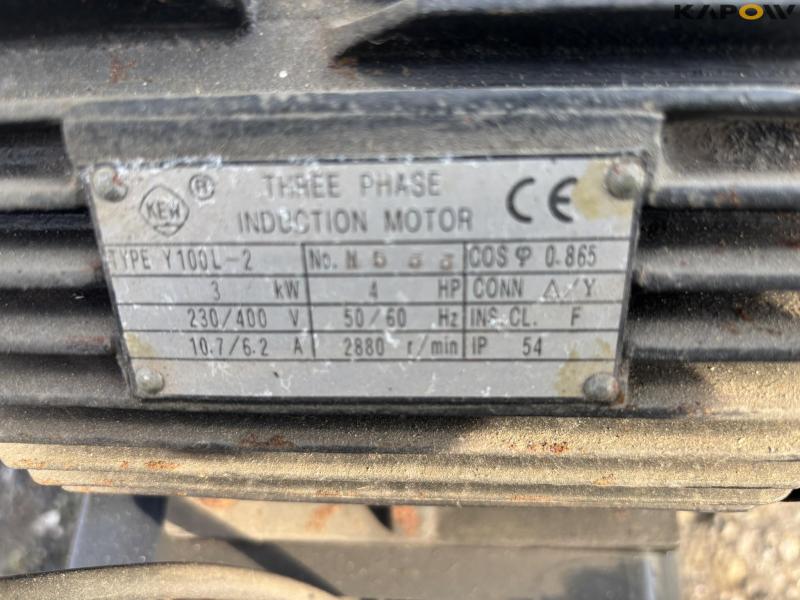 KAPOW
KEW R THREE PHASE CE
INDUCTION MOTOR
TYPE Y100L-2 No. COS φ 0.865
3 kW 4 HP CONN △/Y
230/400 V 50/60 Hz INS.CL. F
10.7/6.2 A 2880 r/min IP 54